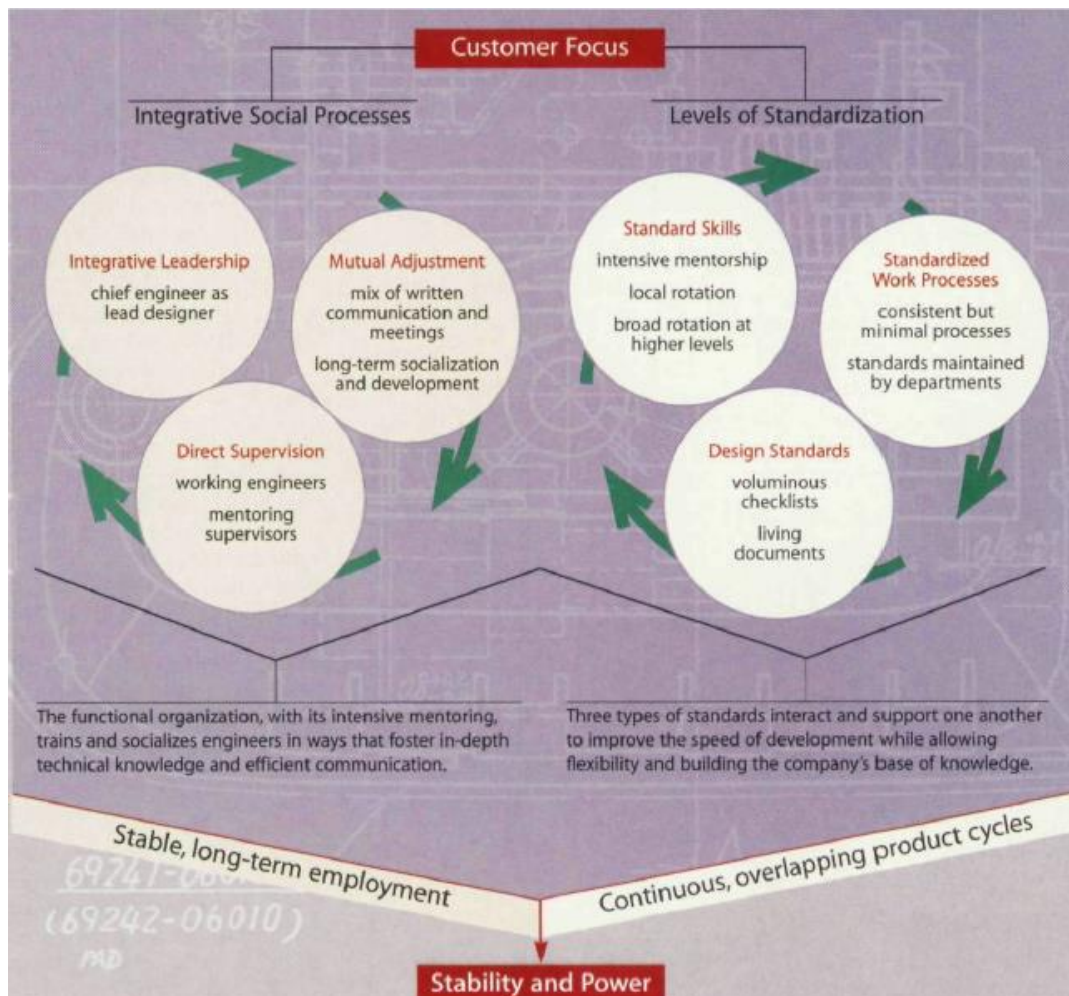 Customer Focus
Integrative Social Processes
Levels of Standardization
Integrative Leadership
chief engineer as
lead designer
Mutual Adjustment
mix of written
communication and
meetings
long-term socialization
and development
Direct Supervision
working engineers
mentoring
supervisors
Standard Skills
intensive mentorship
local rotation
broad rotation at
higher levels
Standardized
Work Processes
consistent but
minimal processes
standards maintained
by departments
Design Standards
voluminous
checklists
living
documents
The functional organization, with its intensive mentoring,
trains and socializes engineers in ways that foster in-depth
technical knowledge and efficient communication.
Three types of standards interact and support one another
to improve the speed of development while allowing
flexibility and building the company's base of knowledge.
Stable, long-term employment
Continuous, overlapping product cycles
(69242-06010)
PAD
Stability and Power